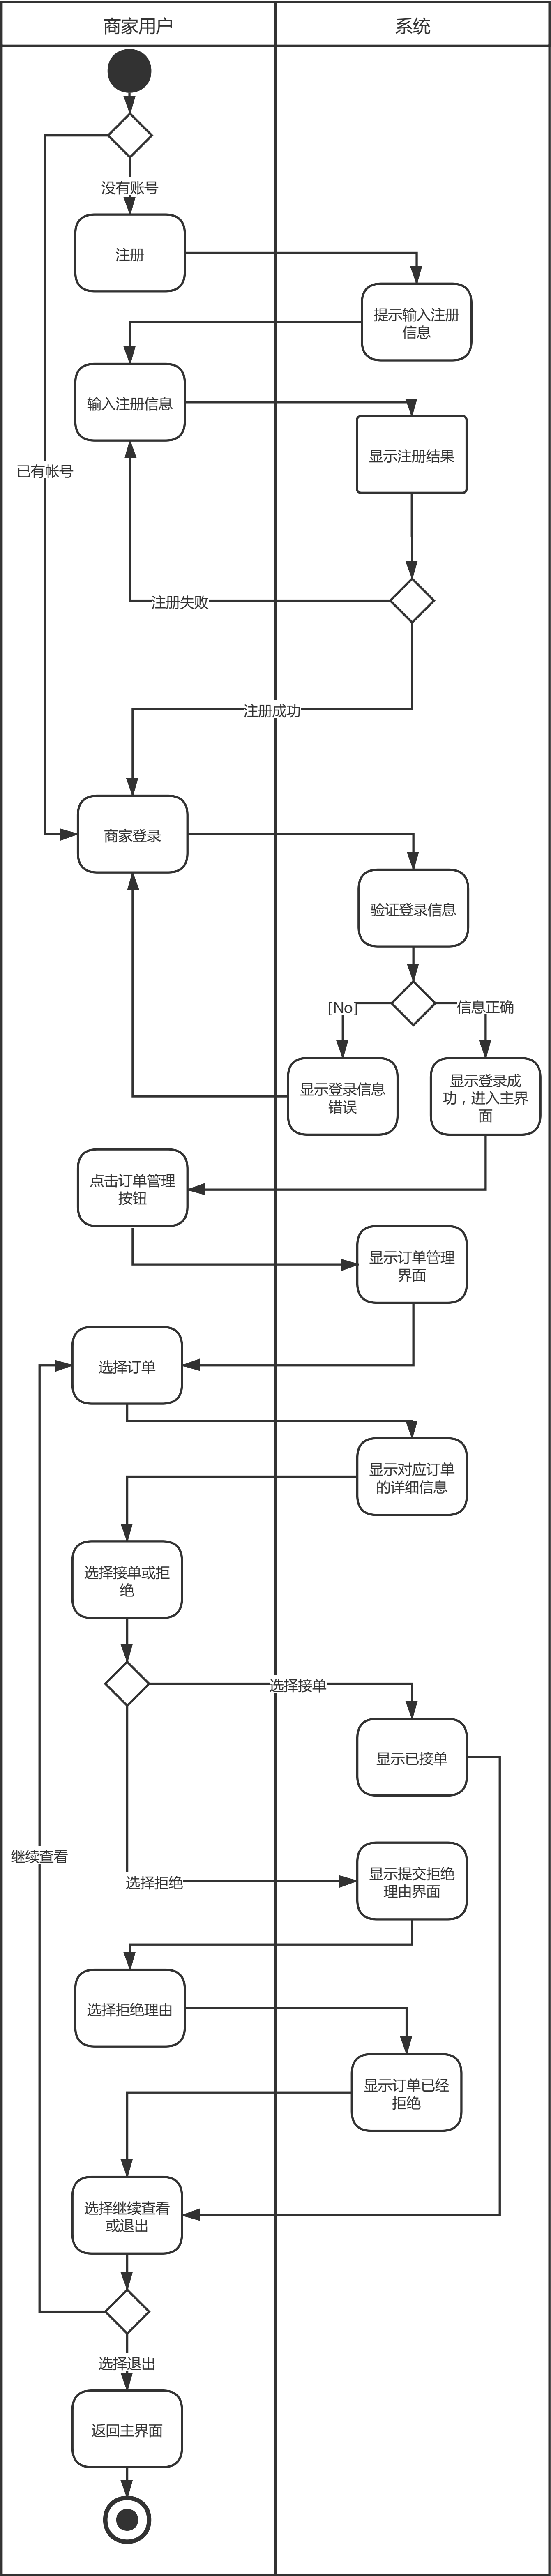 商家用户
系统
没有账号
注册
提示输入注册
信息
输入注册信息
显示注册结果
已有帐号
注册失败
注册成功
商家登录
验证登录信息
[No]
信息正确
显示登录信息
错误
显示登录成
功，进入主界
面
点击订单管理
按钮
显示订单管理
界面
选择订单
显示对应订单
的详细信息
选择接单或拒
绝
选择接单
显示已接单
继续查看
选择拒绝
显示提交拒绝
理由界面
选择拒绝理由
显示订单已经
拒绝
选择继续查看
或退出
选择退出
返回主界面